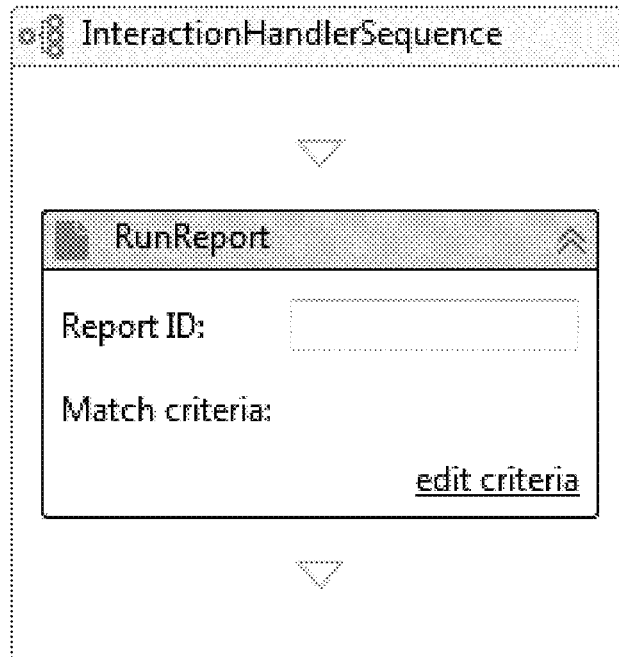 InteractionHandlerSequence
RunReport
Report ID:
Match criteria:
edit criteria